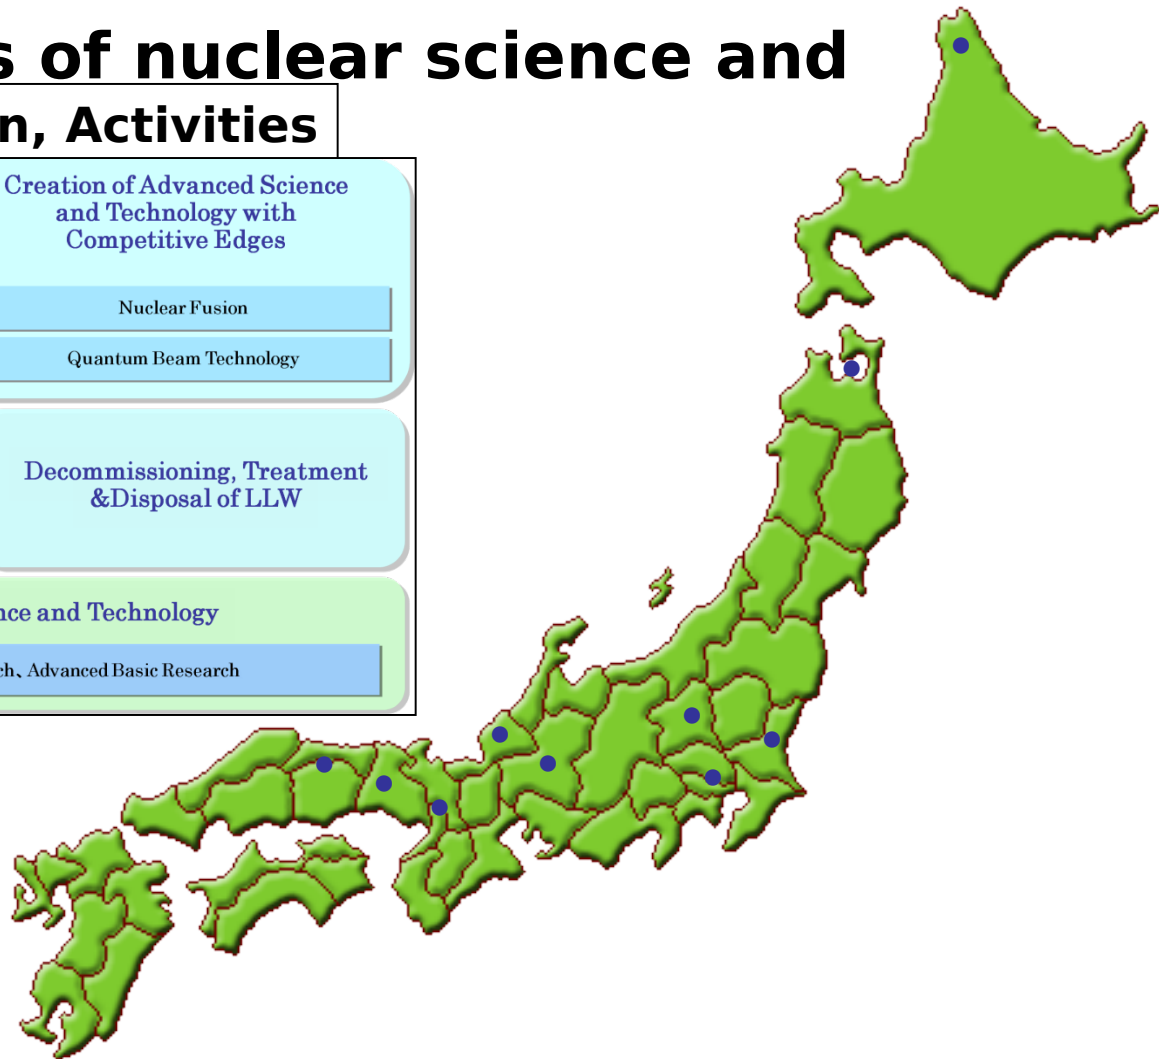 s of nuclear science and
n, Activities
Creation of Advanced Science
and Technology with
Competitive Edges
Nuclear Fusion
Quantum Beam Technology
Decommissioning, Treatment
&Disposal of LLW
nce and Technology
ch、Advanced Basic Research